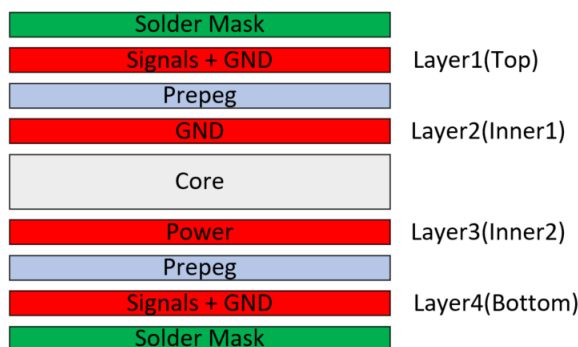 Solder Mask
Signals + GND Layer1(Top)
Prepeg
GND Layer2(Inner1)
Core
Power Layer3(Inner2)
Prepeg
Signals + GND Layer4(Bottom)
Solder Mask